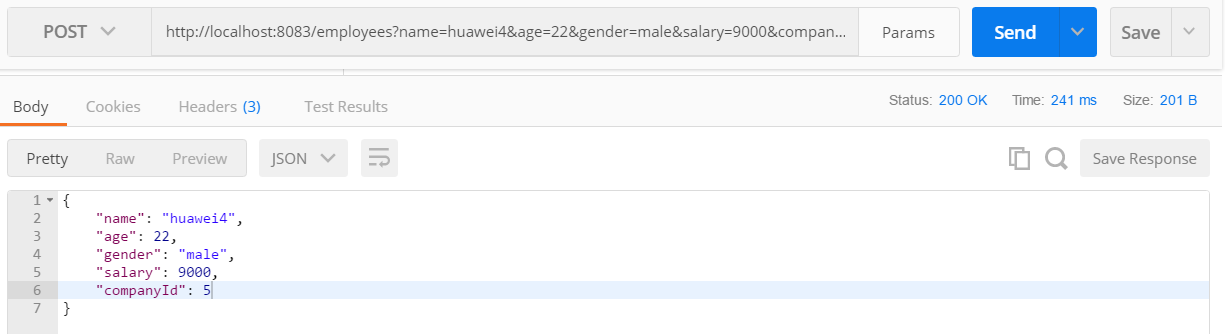 POST http://localhost:8083/employees?name=huawei4&age=22&gender=male&salary=9000&compan... Params Send Save
Body Cookies Headers (3) Test Results Status: 200 OK Time: 241 ms Size: 201 B
Pretty Raw Preview JSON Save Response
1 {
2 "name": "huawei4",
3 "age": 22,
4 "gender": "male",
5 "salary": 9000,
6 "companyId": 5
7 }